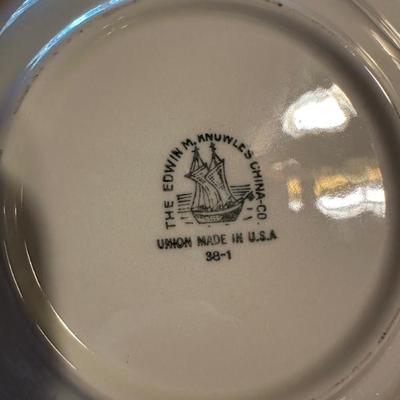 THE EDWIN M. KNOWLES CHINA CO.
UNION MADE IN U.S.A
38-1